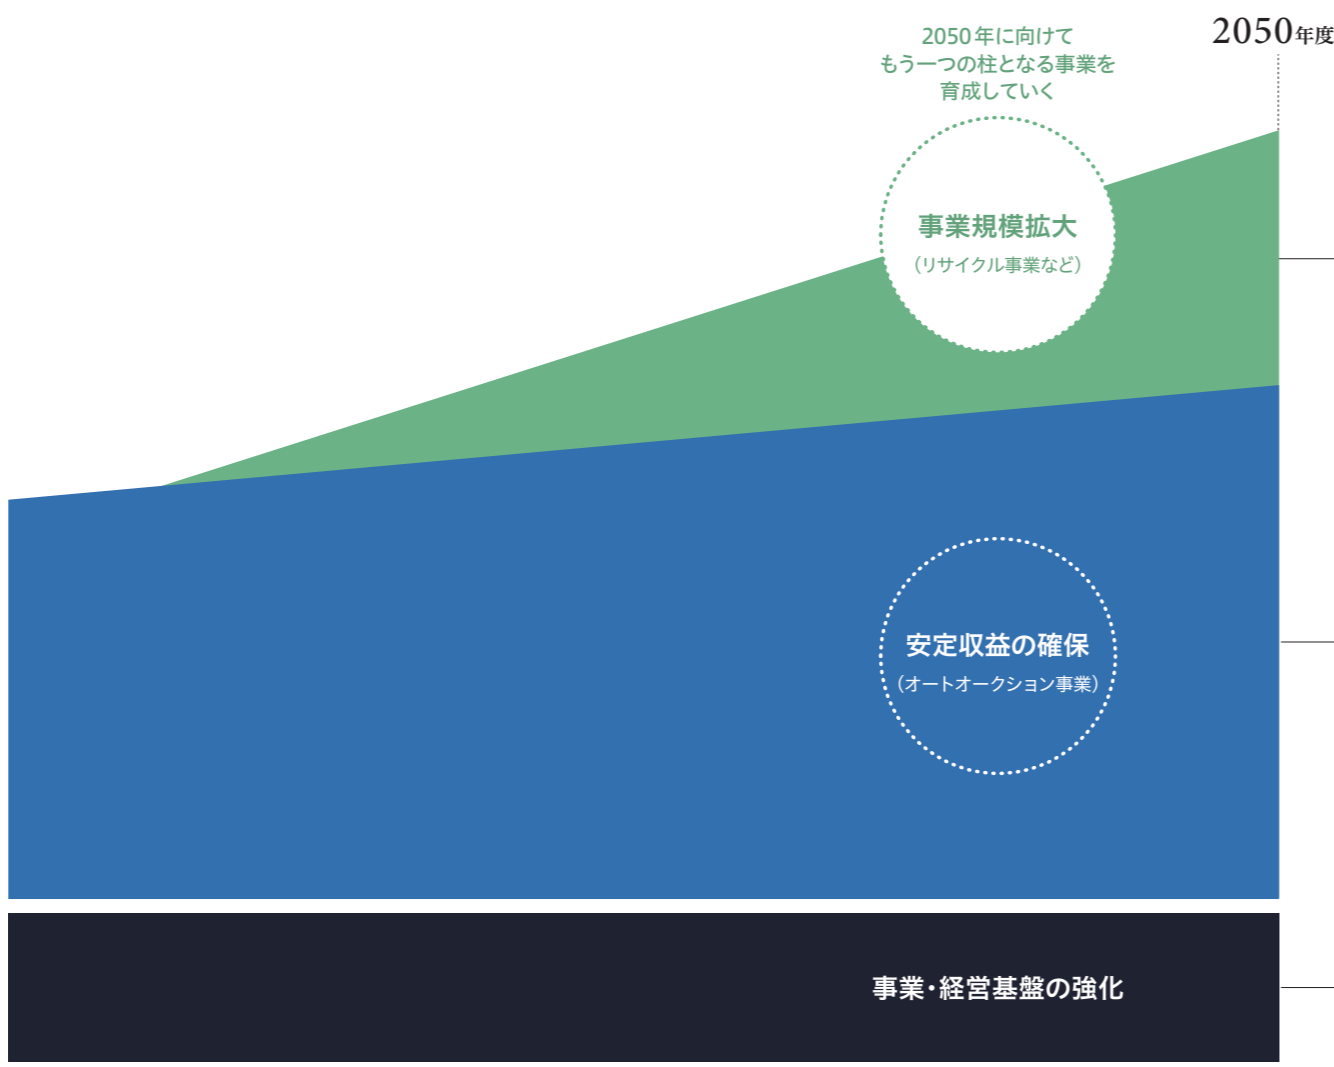 2050年に向けて
もう一つの柱となる事業を
育成していく
2050年度
事業規模拡大
（リサイクル事業など）
安定収益の確保
（オートオークション事業）
事業・経営基盤の強化